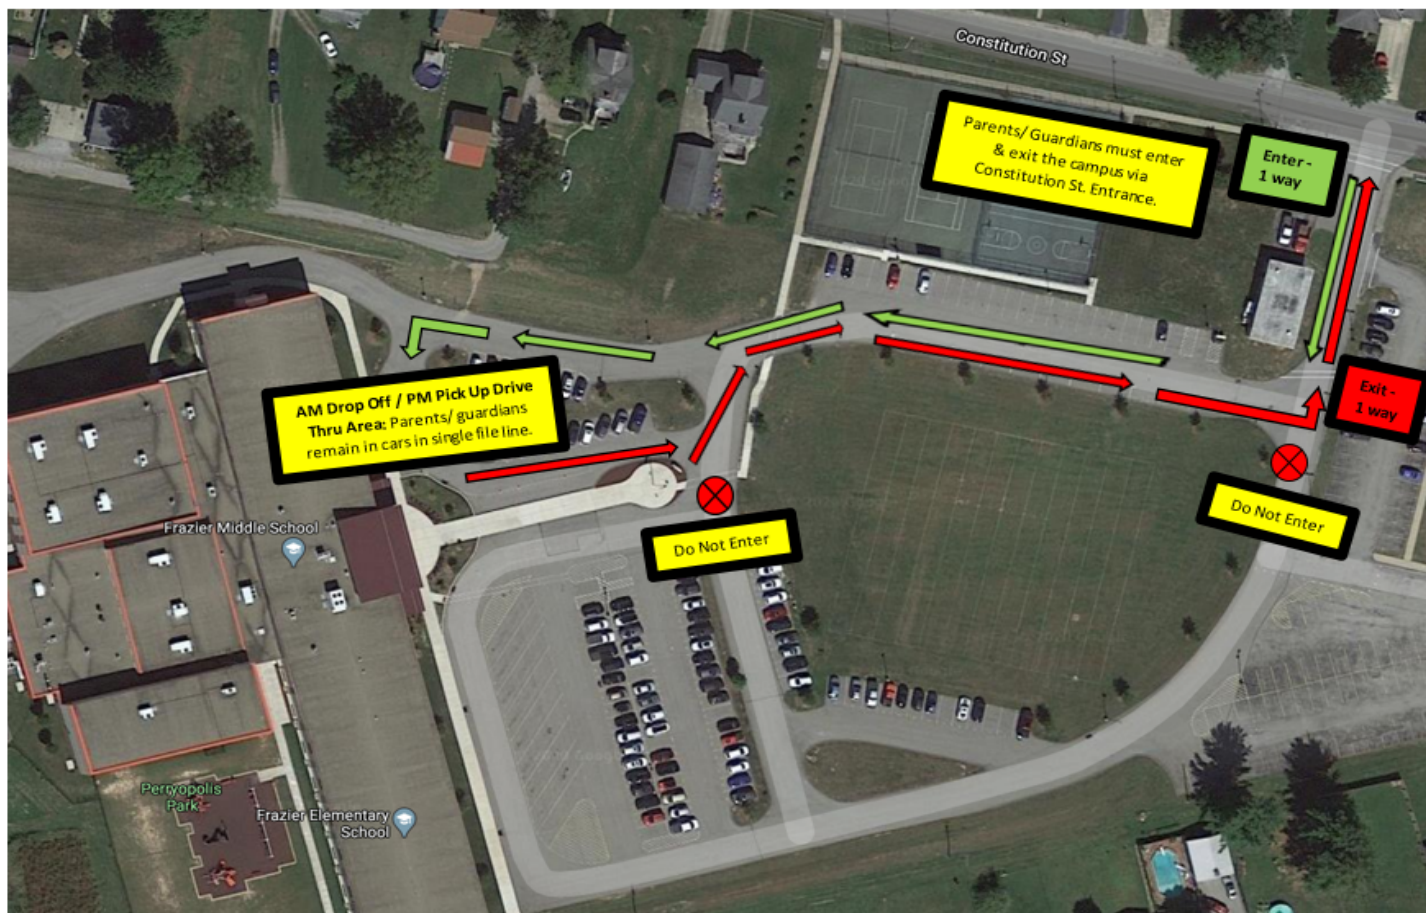 Constitution St
Parents/ Guardians must enter
& exit the campus via
Constitution St. Entrance.
Enter -
1 way
Exit -
1 way
AM Drop Off / PM Pick Up Drive
Thru Area: Parents/ guardians
remain in cars in single file line.
Do Not Enter
Do Not Enter
Frazier Middle School
Perryopolis
Park
Frazier Elementary
School